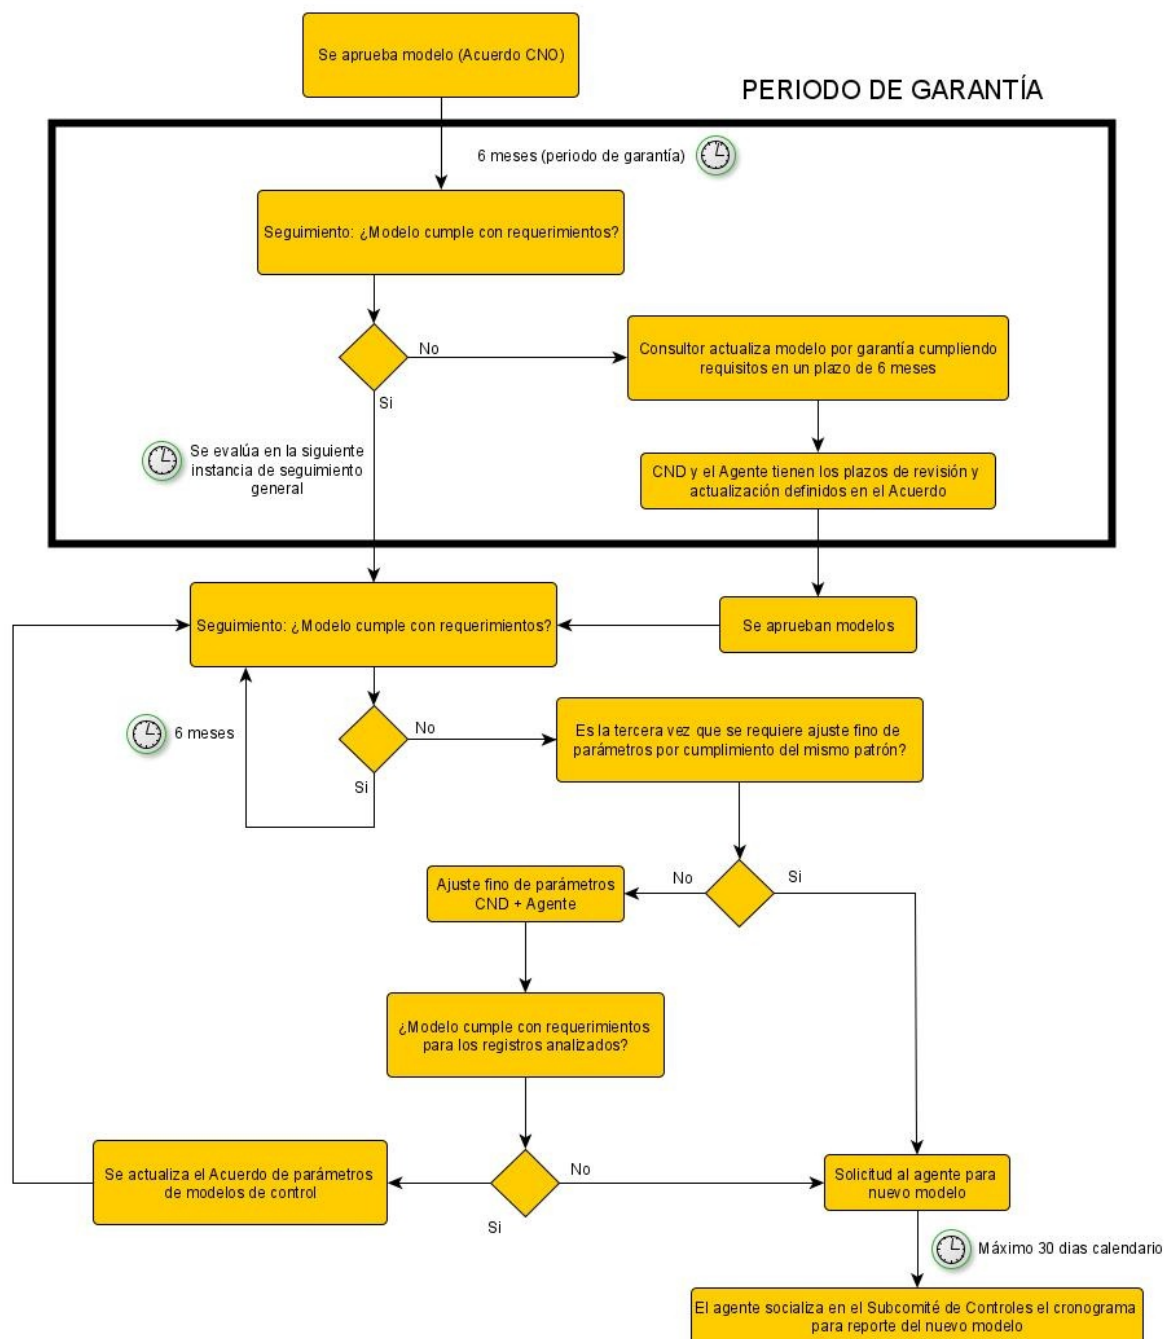 Se aprueba modelo (Acuerdo CNO)
PERIODO DE GARANTÍA
6 meses (periodo de garantía)
Seguimiento: ¿Modelo cumple con requerimientos?
No
Consultor actualiza modelo por garantía cumpliendo
requisitos en un plazo de 6 meses
Si
Se evalúa en la siguiente
instancia de seguimiento
general
CND y el Agente tienen los plazos de revisión y
actualización definidos en el Acuerdo
Seguimiento: ¿Modelo cumple con requerimientos?
Se aprueban modelos
6 meses
No
Si
Es la tercera vez que se requiere ajuste fino de
parámetros por cumplimiento del mismo patrón?
Ajuste fino de parámetros
CND + Agente
No
Si
¿Modelo cumple con requerimientos
para los registros analizados?
Se actualiza el Acuerdo de parámetros
de modelos de control
Si
No
Solicitud al agente para
nuevo modelo
Máximo 30 dias calendario
El agente socializa en el Subcomité de Controles el cronograma
para reporte del nuevo modelo